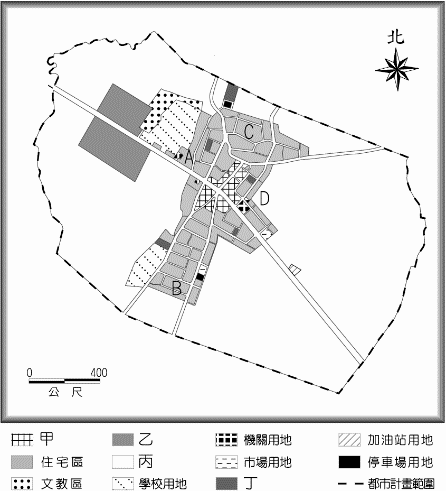 北
C
A
D
B
0 400
公 尺
甲 乙 機關用地 加油站用地
住宅區 丙 市場用地 停車場用地
文教區 學校用地 丁 都市計畫範圍